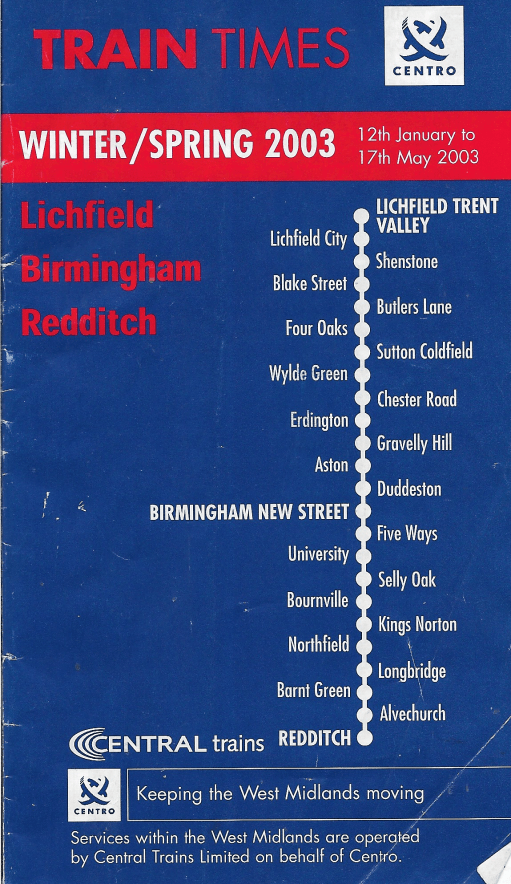 TRAIN TIMES
CENTRO
WINTER/SPRING 2003
12th January to
17th May 2003
Lichfield
Birmingham
Redditch
LICHFIELD TRENT
VALLEY
Lichfield City
Shenstone
Blake Street
Butlers Lane
Four Oaks
Sutton Coldfield
Wylde Green
Chester Road
Erdington
Gravelly Hill
Aston
Duddeston
BIRMINGHAM NEW STREET
Five Ways
University
Selly Oak
Bournville
Kings Norton
Northfield
Longbridge
Barnt Green
Alvechurch
REDDITCH
CENTRAL trains
CENTRO
Keeping the West Midlands moving
Services within the West Midlands are operated
by Central Trains Limited on behalf of Centro.